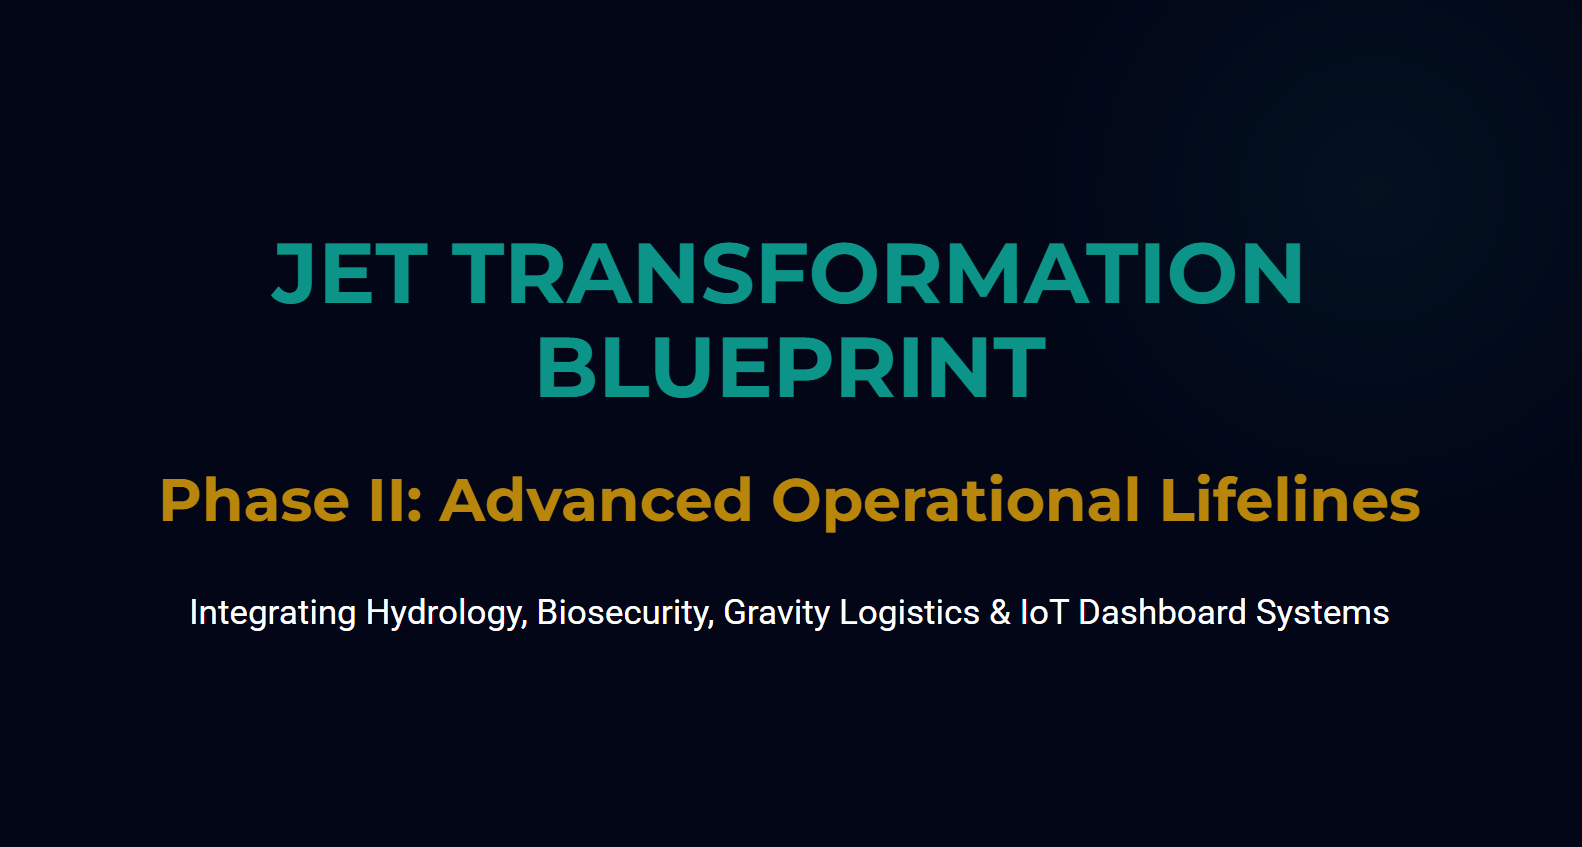 JET TRANSFORMATION
BLUEPRINT
Phase II: Advanced Operational Lifelines
Integrating Hydrology, Biosecurity, Gravity Logistics & IoT Dashboard Systems